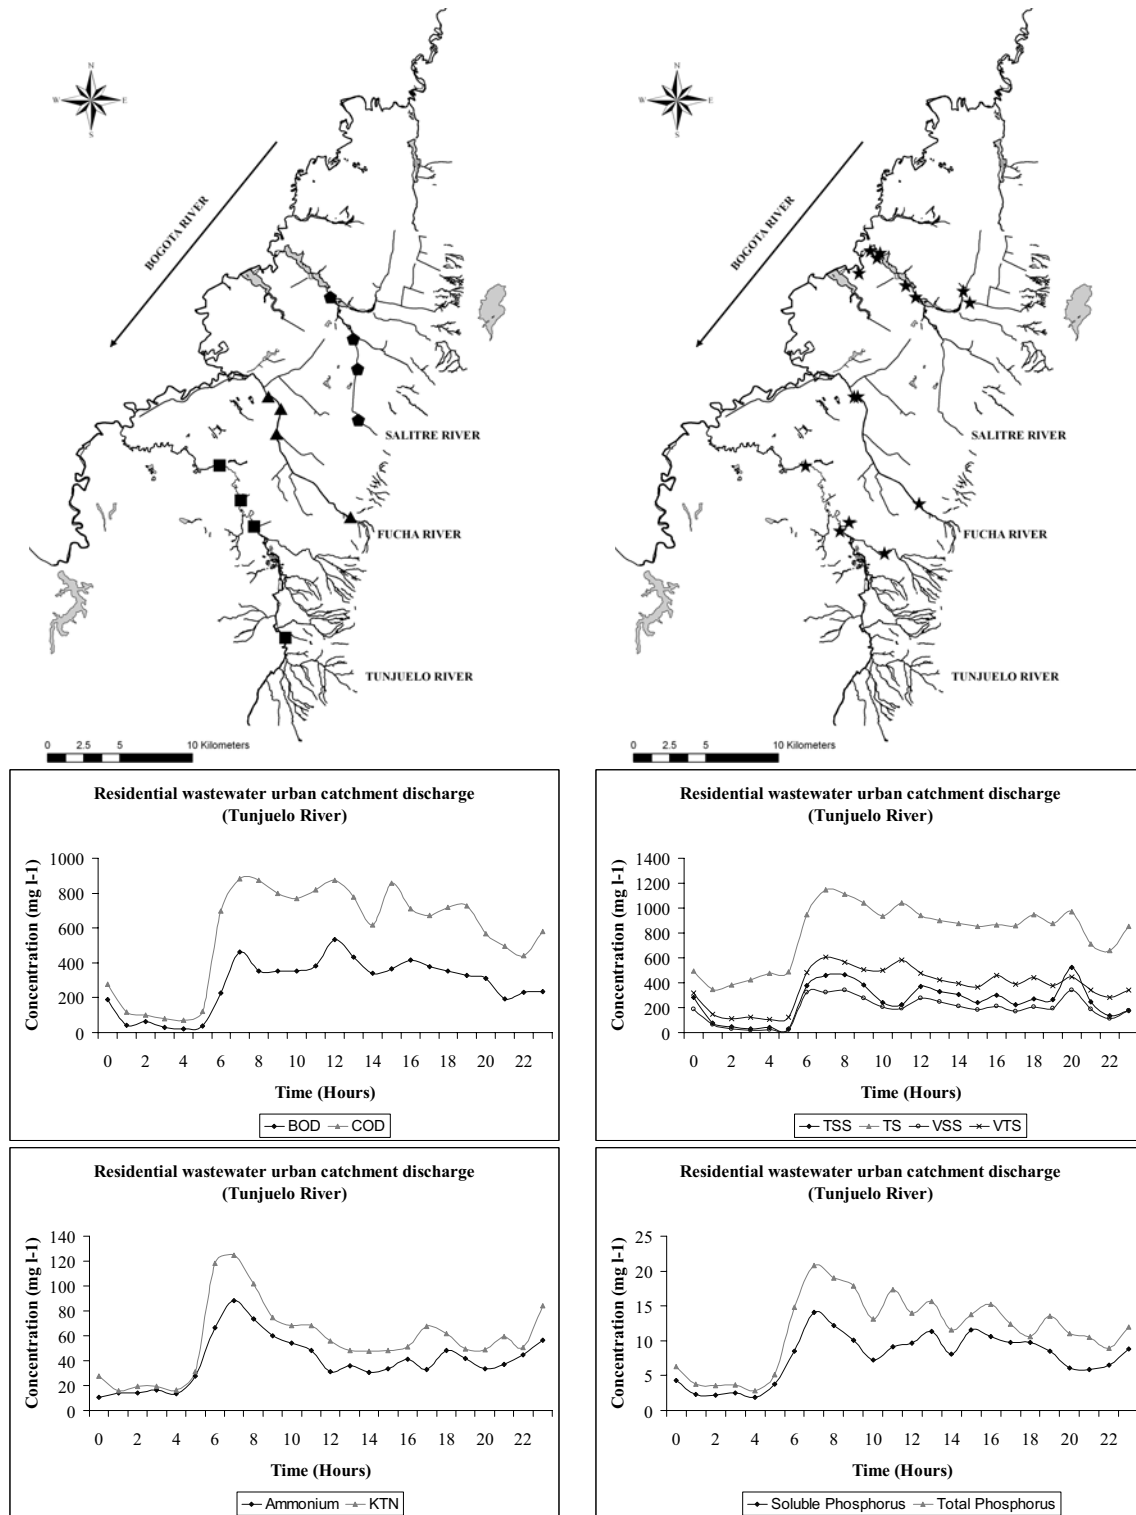 N
W E
S
BOGOTA RIVER
SALITRE RIVER
FUCHA RIVER
TUNJUELO RIVER
0 2.5 5 10 Kilometers
N
W E
S
BOGOTA RIVER
SALITRE RIVER
FUCHA RIVER
TUNJUELO RIVER
0 2.5 5 10 Kilometers
Residential wastewater urban catchment discharge
(Tunjuelo River)
Concentration (mg l-1)
1000
800
600
400
200
0
0 2 4 6 8 10 12 14 16 18 20 22
Time (Hours)
BOD COD
Residential wastewater urban catchment discharge
(Tunjuelo River)
Concentration (mg l-1)
1400
1200
1000
800
600
400
200
0
0 2 4 6 8 10 12 14 16 18 20 22
Time (Hours)
TSS TS VSS VTS
Residential wastewater urban catchment discharge
(Tunjuelo River)
Concentration (mg l-1)
140
120
100
80
60
40
20
0
0 2 4 6 8 10 12 14 16 18 20 22
Time (Hours)
Ammonium KTN
Residential wastewater urban catchment discharge
(Tunjuelo River)
Concentration (mg l-1)
25
20
15
10
5
0
0 2 4 6 8 10 12 14 16 18 20 22
Time (Hours)
Soluble Phosphorus Total Phosphorus